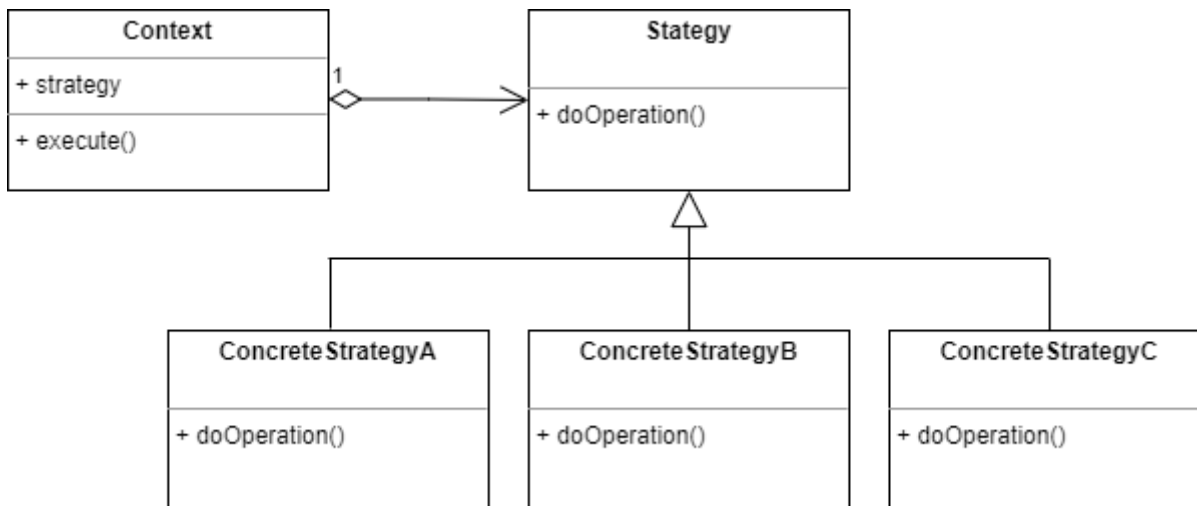 Context
+ strategy
+ execute()
1
Stategy
+ doOperation()
ConcreteStrategyA
+ doOperation()
ConcreteStrategyB
+ doOperation()
ConcreteStrategyC
+ doOperation()